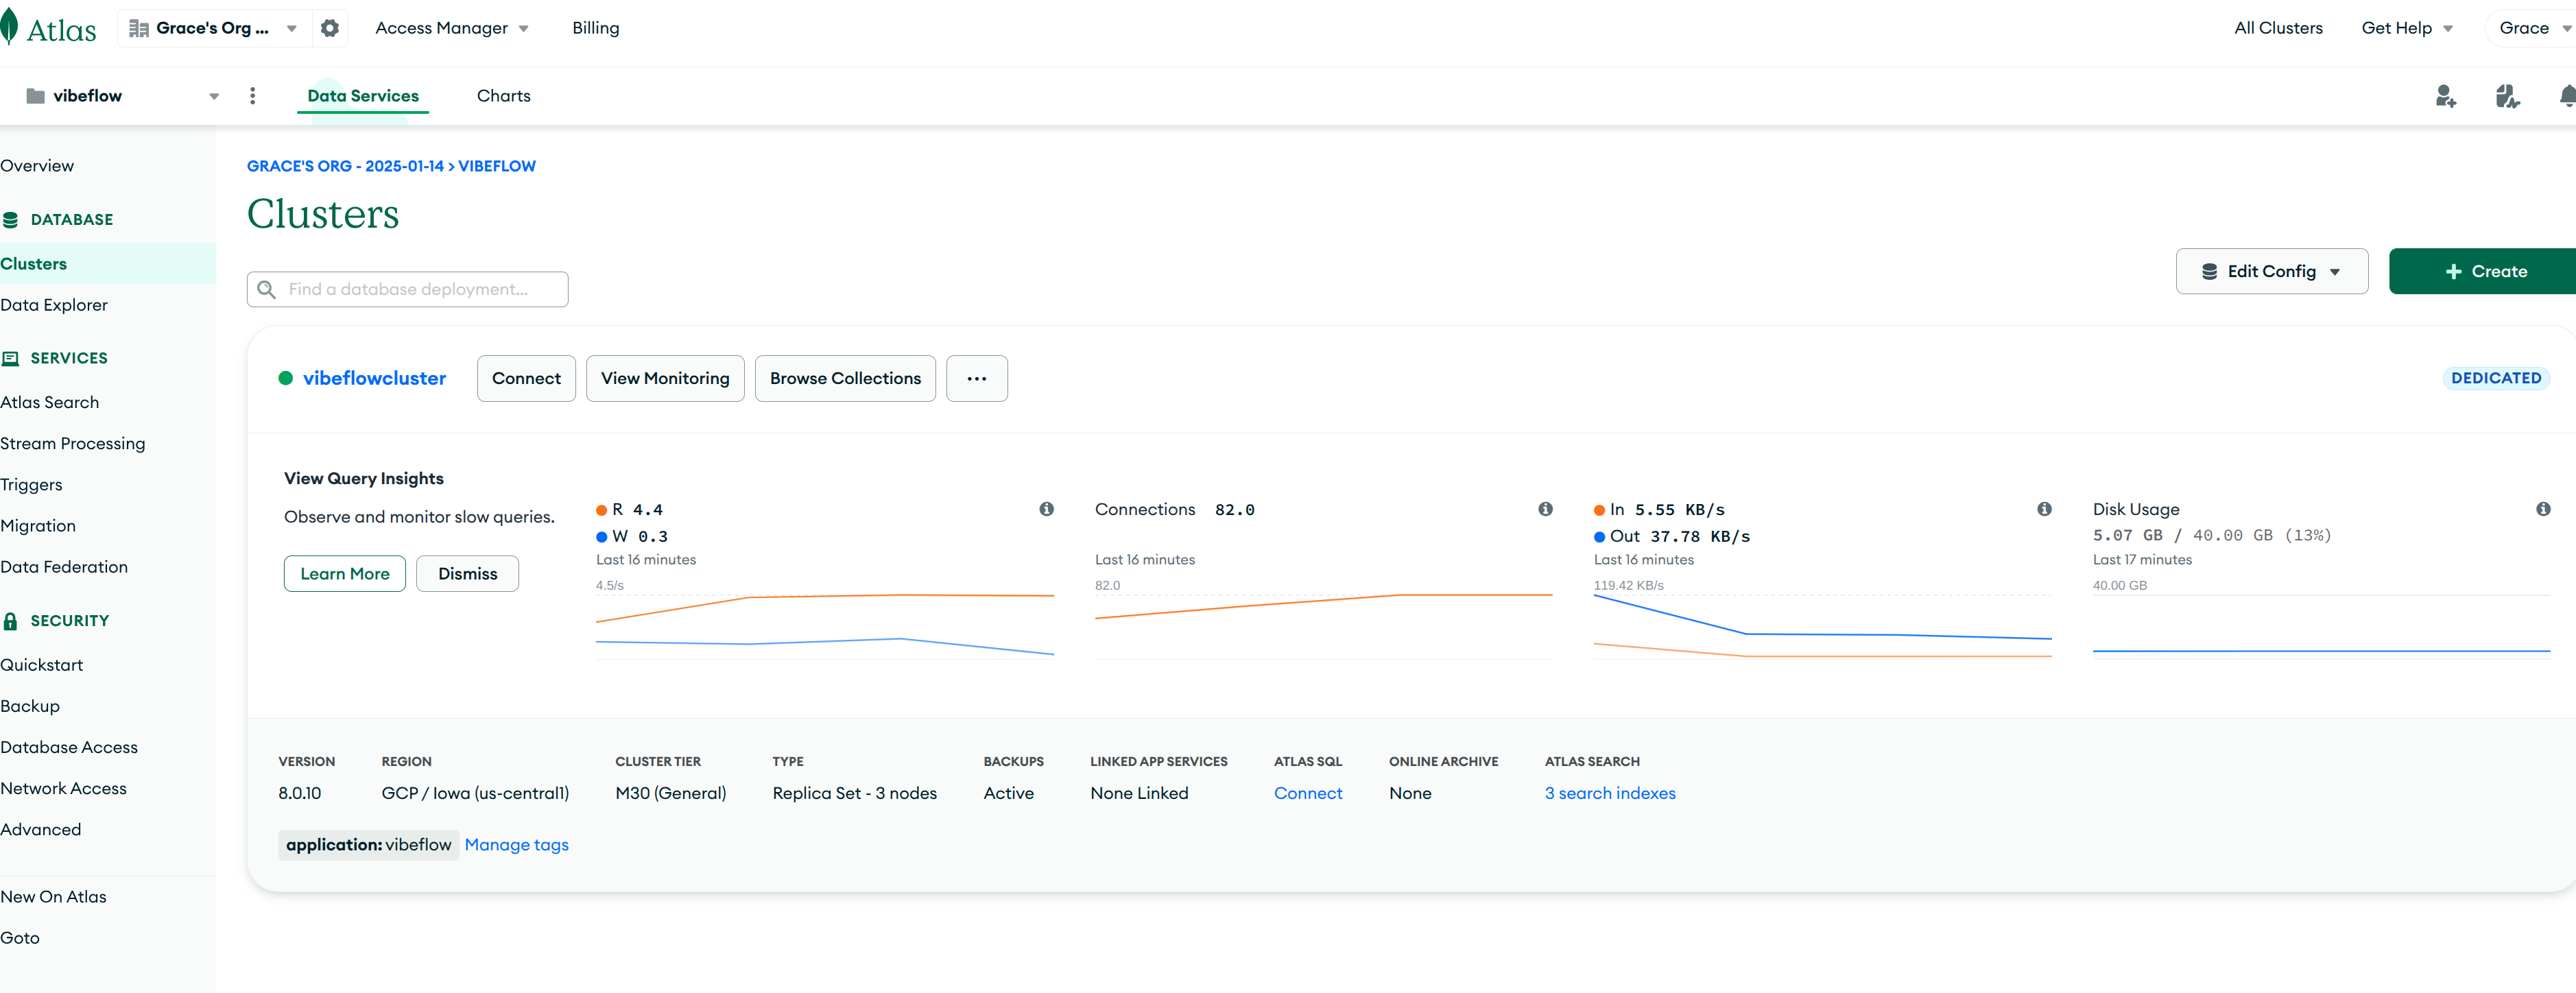 Atlas
Grace's Org ...
Access Manager
Billing
All Clusters
Get Help
Grace
vibeflow
Data Services
Charts
Overview
DATABASE
Clusters
Data Explorer
SERVICES
Atlas Search
Stream Processing
Triggers
Migration
Data Federation
SECURITY
Quickstart
Backup
Database Access
Network Access
Advanced
New On Atlas
Goto
GRACE'S ORG - 2025-01-14 > VIBEFLOW
Clusters
Find a database deployment...
Edit Config
+ Create
vibeflowcluster
Connect
View Monitoring
Browse Collections
...
DEDICATED
View Query Insights
Observe and monitor slow queries.
Learn More
Dismiss
R 4.4
W 0.3
Last 16 minutes
4.5/s
Connections 82.0
Last 16 minutes
82.0
In 5.55 KB/s
Out 37.78 KB/s
Last 16 minutes
119.42 KB/s
Disk Usage
5.07 GB / 40.00 GB (13%)
Last 17 minutes
40.00 GB
VERSION
8.0.10
REGION
GCP / Iowa (us-central1)
CLUSTER TIER
M30 (General)
TYPE
Replica Set - 3 nodes
BACKUPS
Active
LINKED APP SERVICES
None Linked
ATLAS SQL
Connect
ONLINE ARCHIVE
None
ATLAS SEARCH
3 search indexes
application: vibeflow
Manage tags